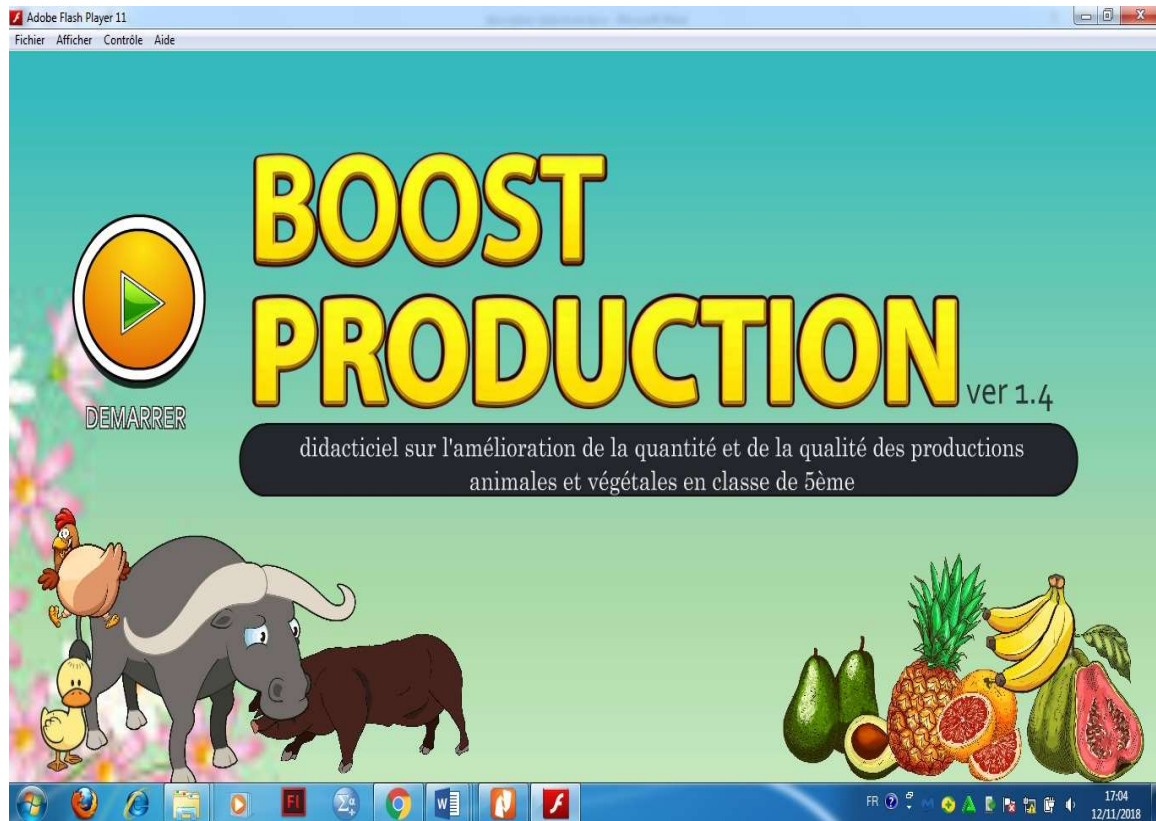 Adobe Flash Player 11
Fichier Afficher Contrôle Aide
BOOST
PRODUCTION
ver 1.4
DEMARRER
didacticiel sur l'amélioration de la quantité et de la qualité des productions
animales et végétales en classe de 5ème
FR
17:04
12/11/2018